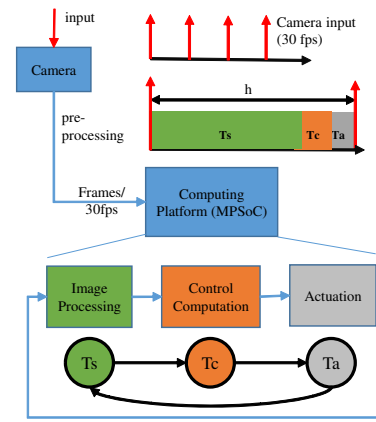 input
Camera input
(30 fps)
Camera
h
pre-
processing
Ts
Tc
Ta
Frames/
30fps
Computing
Platform (MPSoC)
Image
Processing
Control
Computation
Actuation
Ts
Tc
Ta